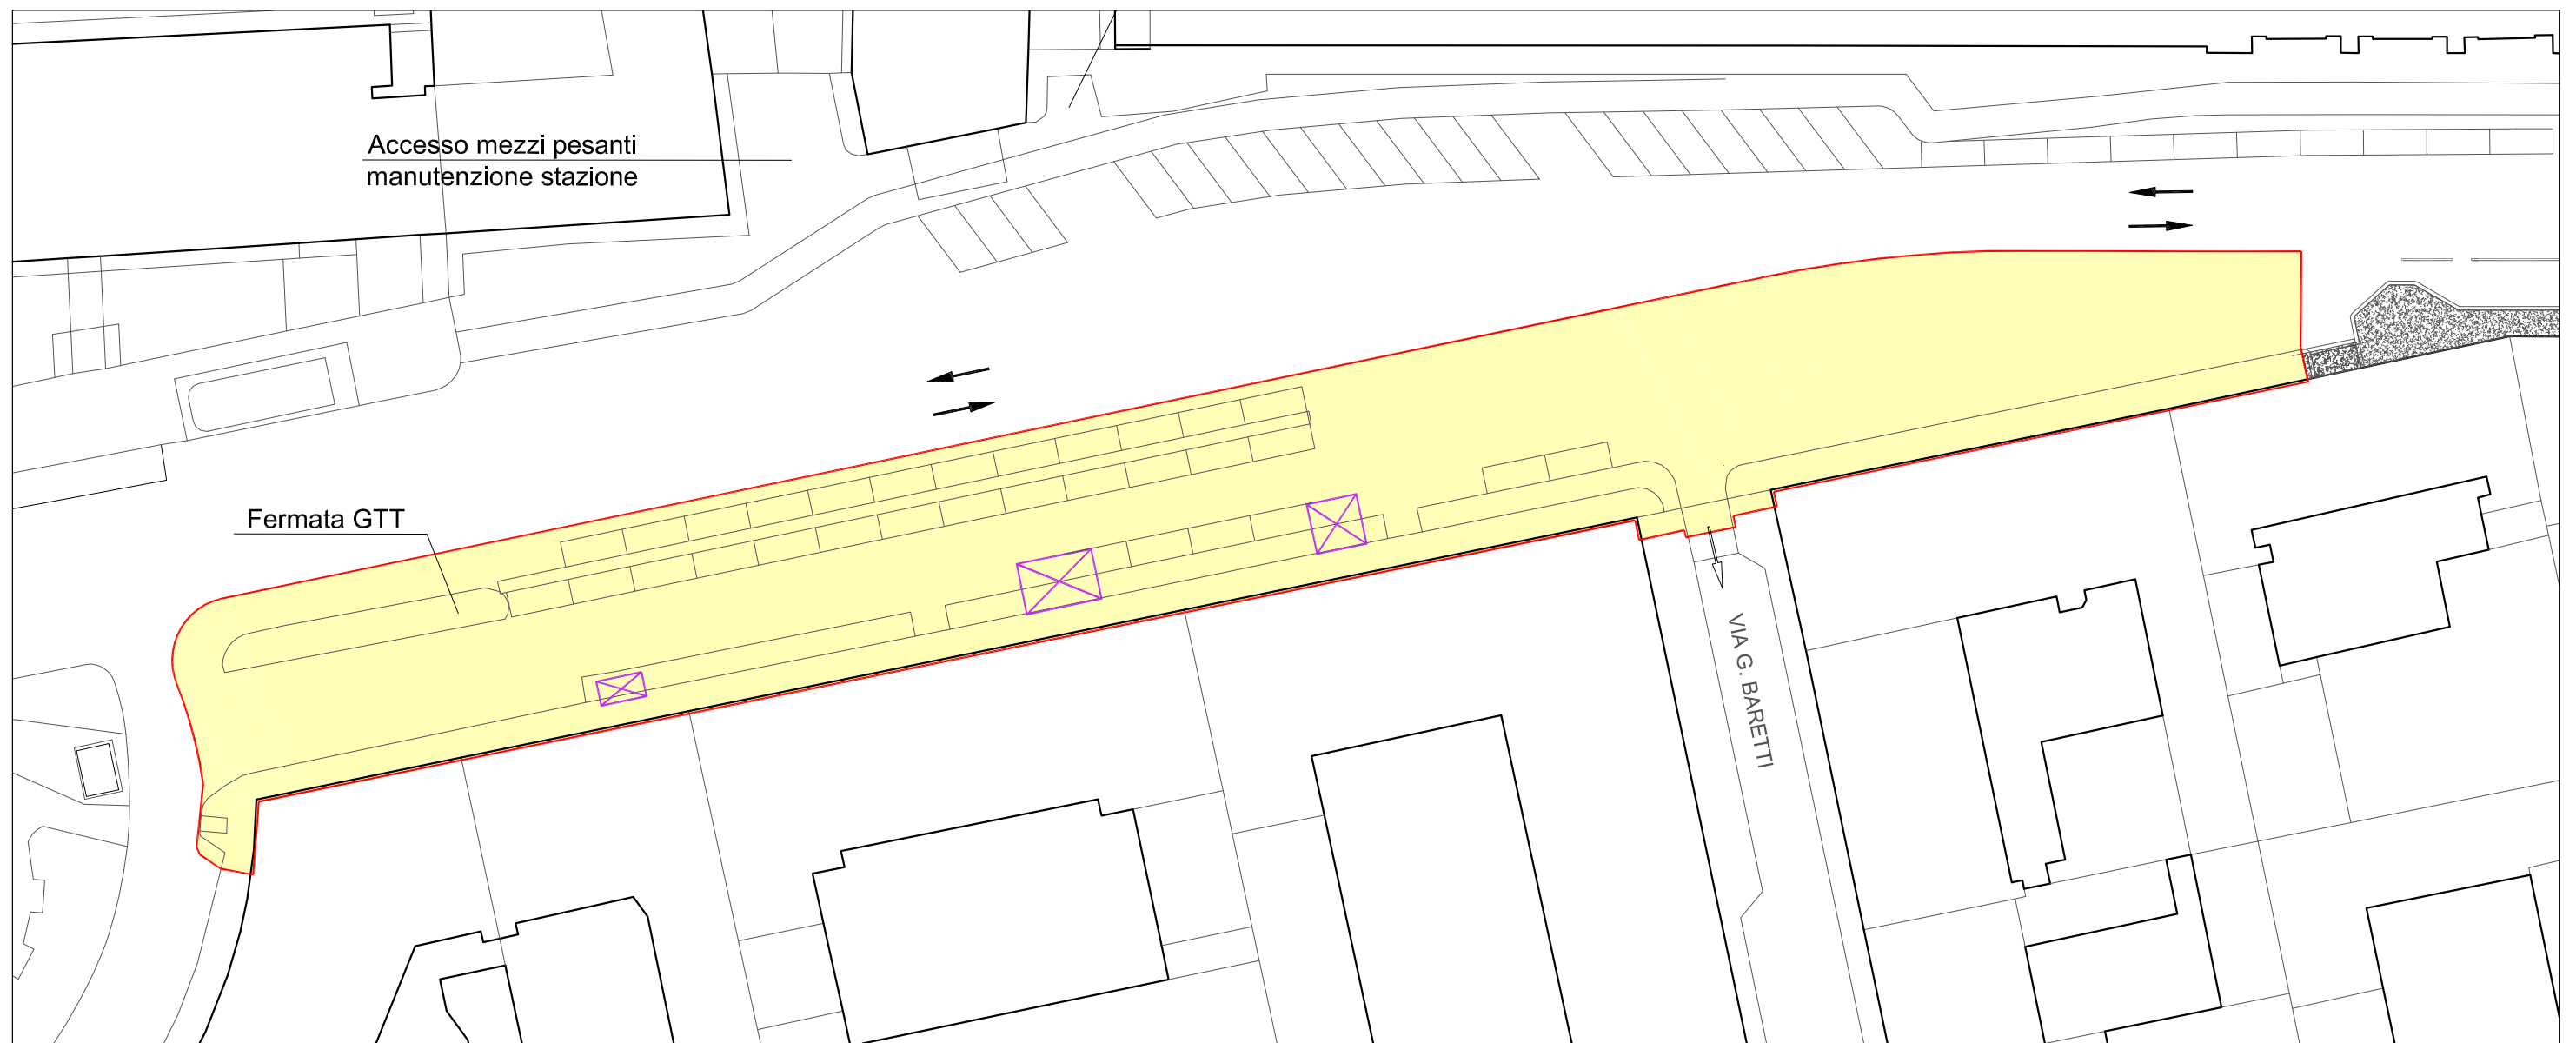 Accesso mezzi pesanti
manutenzione stazione
Fermata GTT
VIA G. BARETTI